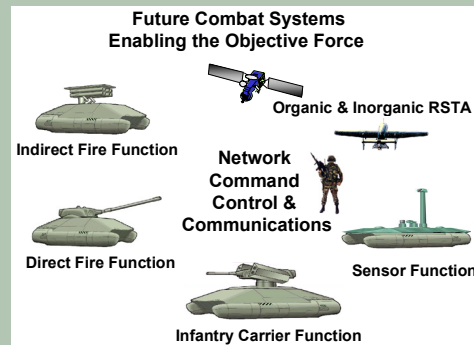 Future Combat Systems
Enabling the Objective Force
Organic & Inorganic RSTA
Indirect Fire Function
Network
Command
Control &
Communications
Direct Fire Function
Sensor Function
Infantry Carrier Function